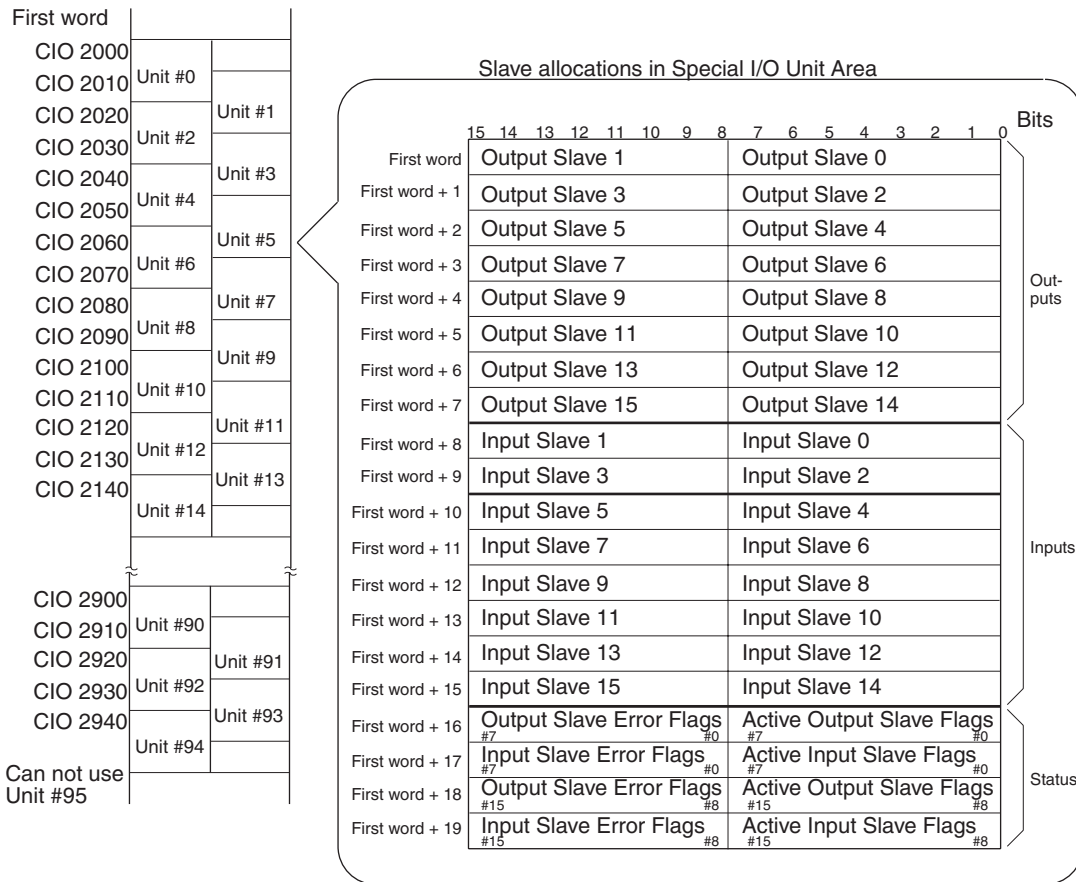 First word
CIO 2000
CIO 2010
CIO 2020
CIO 2030
CIO 2040
CIO 2050
CIO 2060
CIO 2070
CIO 2080
CIO 2090
CIO 2100
CIO 2110
CIO 2120
CIO 2130
CIO 2140
CIO 2900
CIO 2910
CIO 2920
CIO 2930
CIO 2940
Can not use
Unit #95
Unit #0
Unit #2
Unit #4
Unit #6
Unit #8
Unit #10
Unit #12
Unit #14
Unit #90
Unit #92
Unit #94
Unit #1
Unit #3
Unit #5
Unit #7
Unit #9
Unit #11
Unit #13
Unit #91
Unit #93
Slave allocations in Special I/O Unit Area
15 14 13 12 11 10 9 8 7 6 5 4 3 2 1 0 Bits
First word Output Slave 1 Output Slave 0
First word + 1 Output Slave 3 Output Slave 2
First word + 2 Output Slave 5 Output Slave 4
First word + 3 Output Slave 7 Output Slave 6
First word + 4 Output Slave 9 Output Slave 8
First word + 5 Output Slave 11 Output Slave 10
First word + 6 Output Slave 13 Output Slave 12
First word + 7 Output Slave 15 Output Slave 14
Out-
puts
First word + 8 Input Slave 1 Input Slave 0
First word + 9 Input Slave 3 Input Slave 2
First word + 10 Input Slave 5 Input Slave 4
First word + 11 Input Slave 7 Input Slave 6
First word + 12 Input Slave 9 Input Slave 8
First word + 13 Input Slave 11 Input Slave 10
First word + 14 Input Slave 13 Input Slave 12
First word + 15 Input Slave 15 Input Slave 14
Inputs
First word + 16 Output Slave Error Flags Active Output Slave Flags
#7 #0 #7 #0
First word + 17 Input Slave Error Flags Active Input Slave Flags
#7 #0 #7 #0
First word + 18 Output Slave Error Flags Active Output Slave Flags
#15 #8 #15 #8
First word + 19 Input Slave Error Flags Active Input Slave Flags
#15 #8 #15 #8
Status